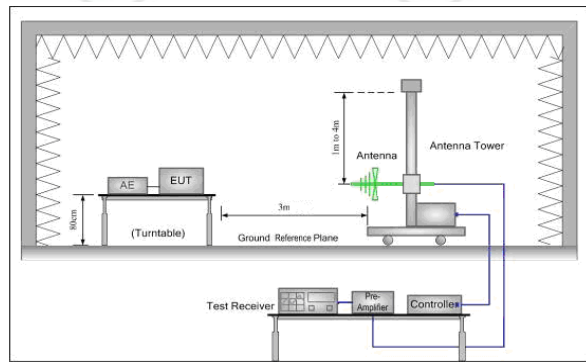 1m to 4m
Antenna
Antenna Tower
AE
EUT
80cm
(Turntable)
3m
Ground Reference Plane
Test Receiver
Pre-
Amplifier
Controller